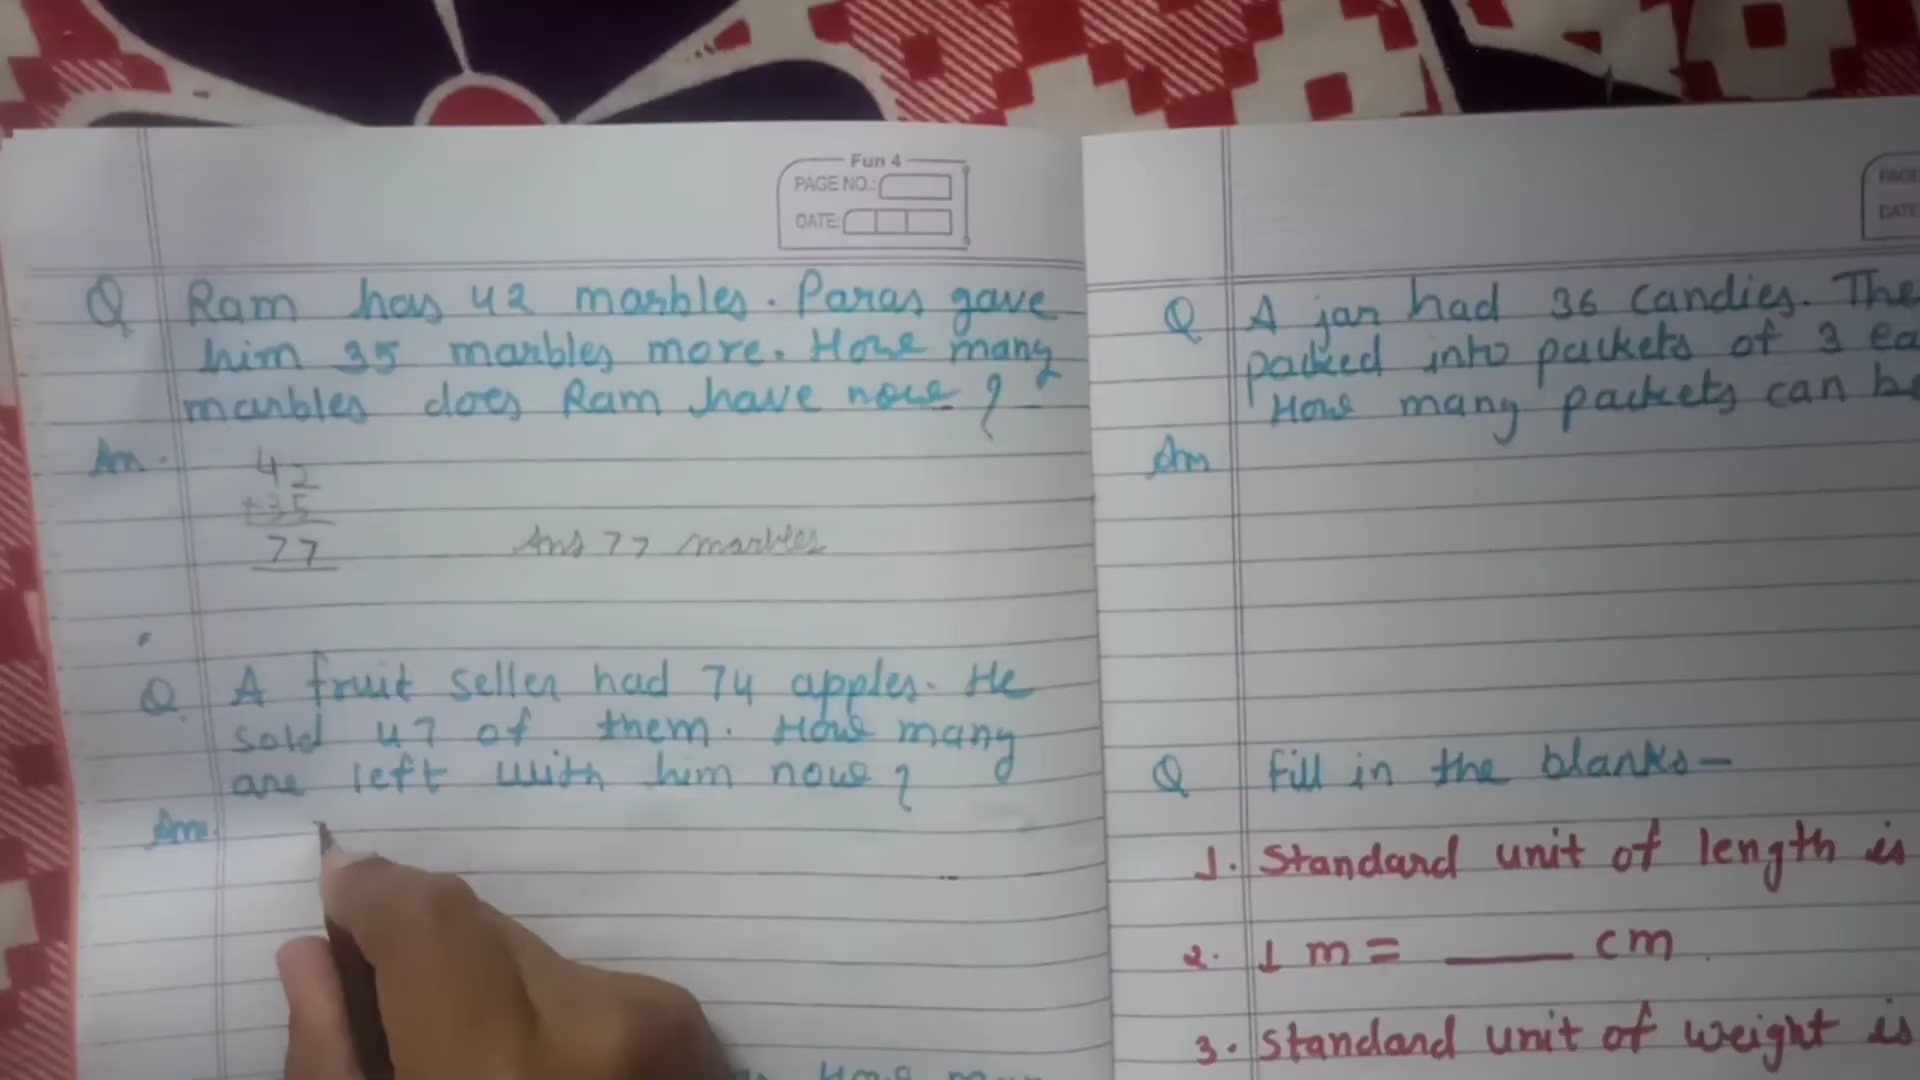 Fun 4
PAGE NO.:
DATE:
Q Ram has 42 marbles. Paras gave
him 35 marbles more. How many
marbles does Ram have now ?
Ans.
42
+35
77
Ans 77 marbles
Q. A fruit seller had 74 apples. He
sold 47 of them. How many
are left with him now ?
Ans.
PAGE
DATE
Q A jar had 36 candies. The
packed into packets of 3 ea
How many packets can be
Ans
Q Fill in the blanks-
1. Standard unit of length is
2. 1 m = ____ cm
3. Standard unit of weight is